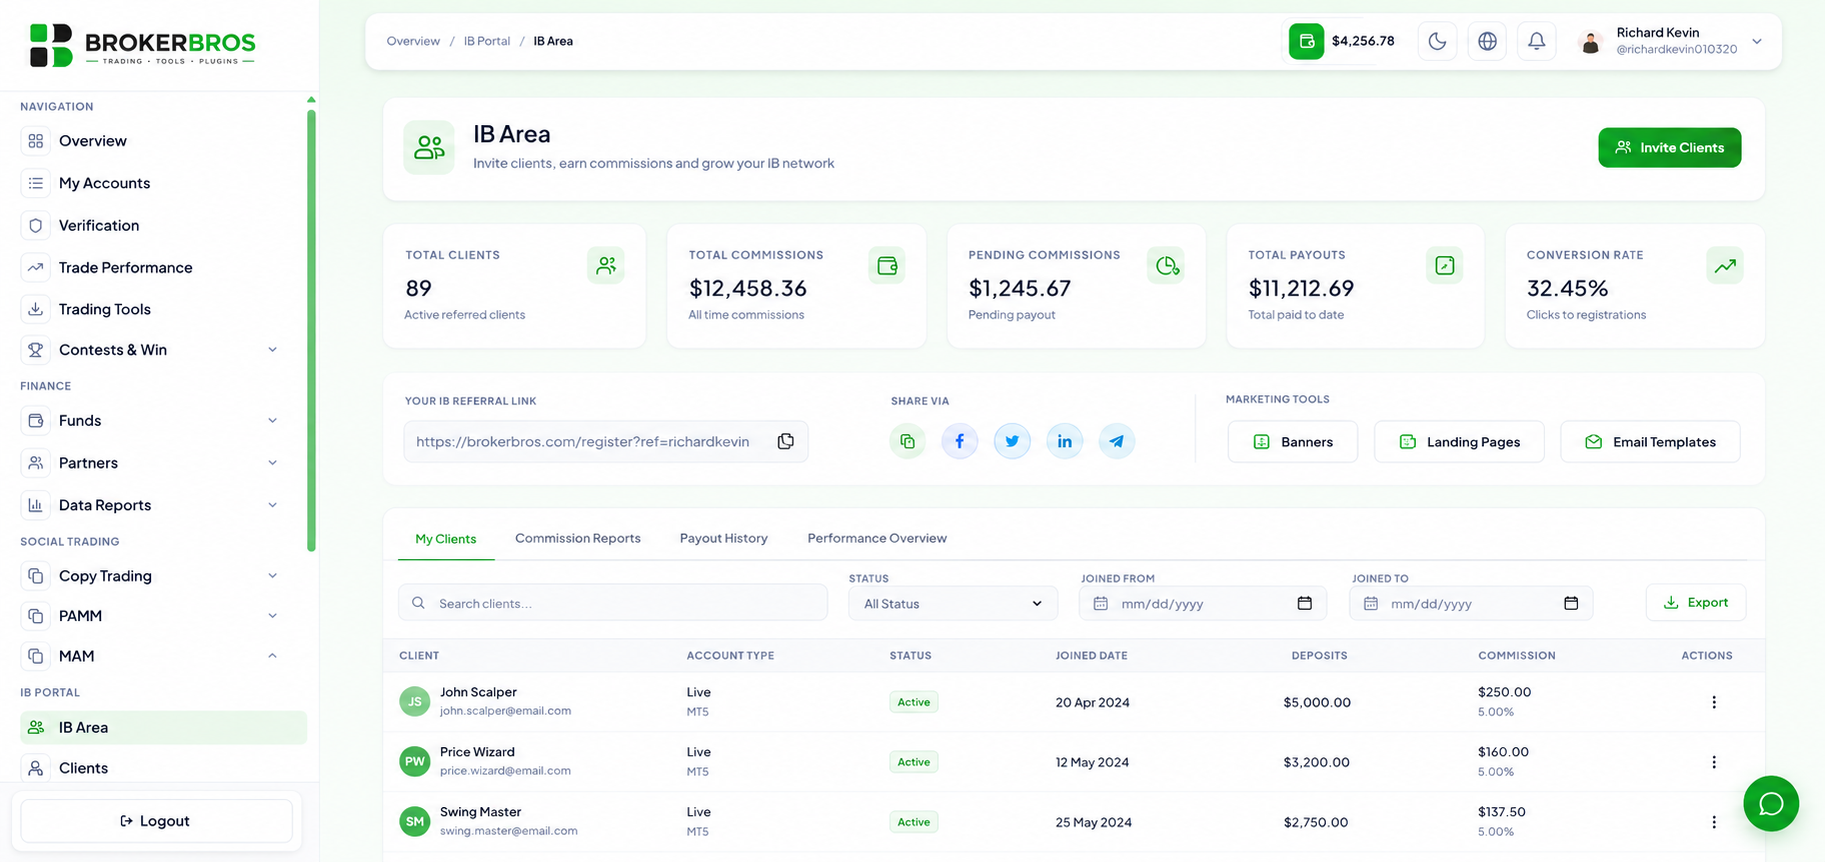 BROKERBROS
TRADING • TOOLS • PLUGINS
NAVIGATION
Overview
My Accounts
Verification
Trade Performance
Trading Tools
Contests & Win
FINANCE
Funds
Partners
Data Reports
SOCIAL TRADING
Copy Trading
PAMM
MAM
IB PORTAL
IB Area
Clients
Logout
Overview / IB Portal / IB Area
$4,256.78
Richard Kevin
@richardkevin010320
IB Area
Invite clients, earn commissions and grow your IB network
Invite Clients
TOTAL CLIENTS
89
Active referred clients
TOTAL COMMISSIONS
$12,458.36
All time commissions
PENDING COMMISSIONS
$1,245.67
Pending payout
TOTAL PAYOUTS
$11,212.69
Total paid to date
CONVERSION RATE
32.45%
Clicks to registrations
YOUR IB REFERRAL LINK
https://brokerbros.com/register?ref=richardkevin
SHARE VIA
MARKETING TOOLS
Banners
Landing Pages
Email Templates
My Clients Commission Reports Payout History Performance Overview
Search clients...
STATUS
All Status
JOINED FROM
mm/dd/yyyy
JOINED TO
mm/dd/yyyy
Export
CLIENT ACCOUNT TYPE STATUS JOINED DATE DEPOSITS COMMISSION ACTIONS
JS John Scalper Live Active 20 Apr 2024 $5,000.00 $250.00
john.scalper@email.com MT5 5.00%
PW Price Wizard Live Active 12 May 2024 $3,200.00 $160.00
price.wizard@email.com MT5 5.00%
SM Swing Master Live Active 25 May 2024 $2,750.00 $137.50
swing.master@email.com MT5 5.00%